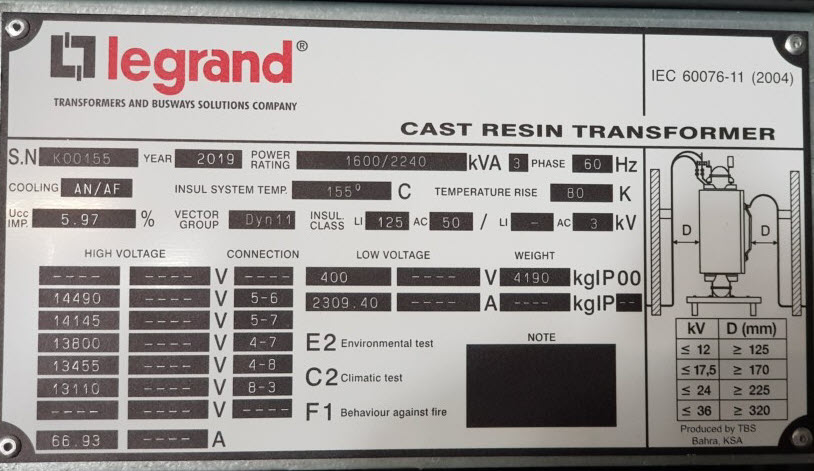 legrand®
TRANSFORMERS AND BUSWAYS SOLUTIONS COMPANY
IEC 60076-11 (2004)
CAST RESIN TRANSFORMER
S.N K00155 YEAR 2019 POWER RATING 1600/2240 kVA 3 PHASE 60 Hz
COOLING AN/AF INSUL SYSTEM TEMP. 155º C TEMPERATURE RISE 80 K
Ucc IMP. 5.97 % VECTOR GROUP Dyn11 INSUL. CLASS LI 125 AC 50 / LI - AC 3 kV
HIGH VOLTAGE CONNECTION LOW VOLTAGE WEIGHT
---- ---- V ---- 400 ---- V 4190 kg IP00
14490 ---- V 5-6 2309.40 ---- A ---- kg IP--
14145 ---- V 5-7
13800 ---- V 4-7
13455 ---- V 4-8
13110 ---- V 8-3
---- ---- V ----
66.93 ---- A
E2 Environmental test
C2 Climatic test
F1 Behaviour against fire
NOTE
D D
kV D (mm)
≤ 12 ≥ 125
≤ 17,5 ≥ 170
≤ 24 ≥ 225
≤ 36 ≥ 320
Produced by TBS
Bahra, KSA